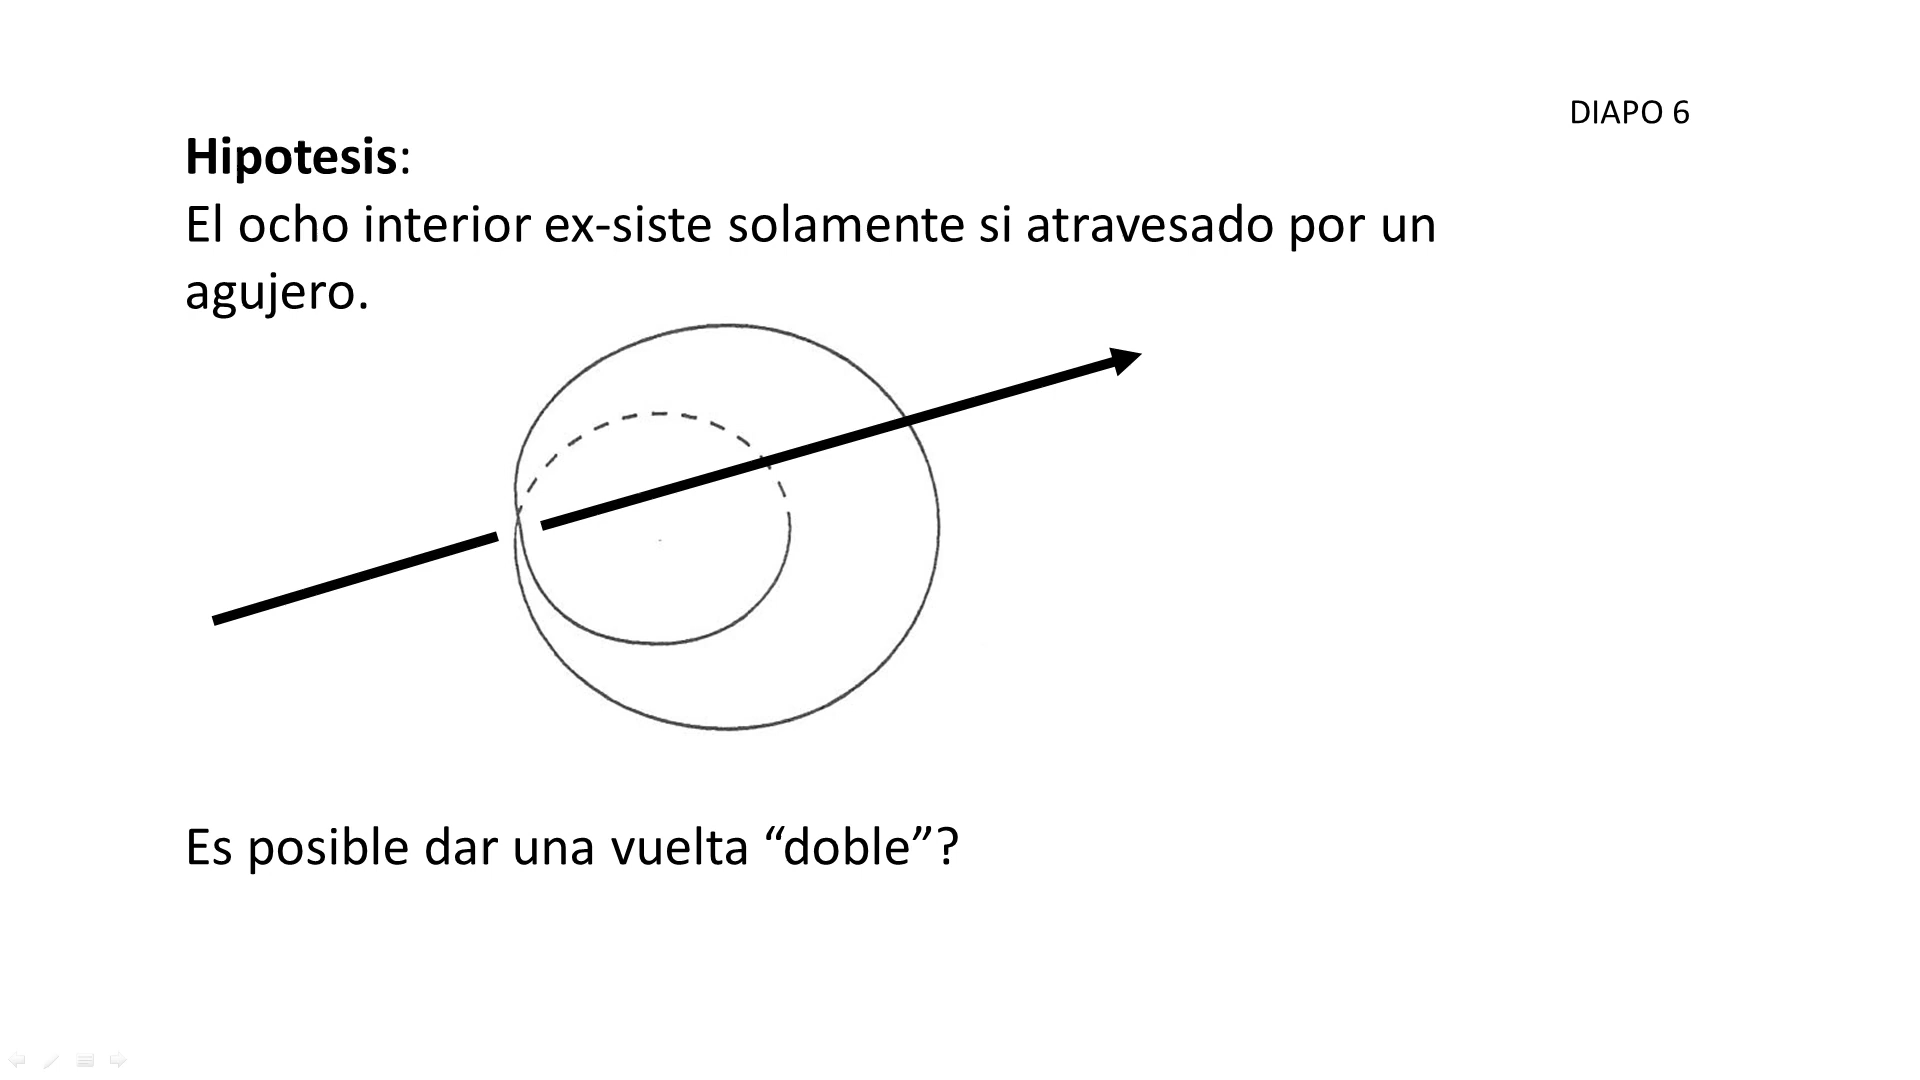 DIAPO 6
Hipotesis:
El ocho interior ex-siste solamente si atravesado por un
agujero.
Es posible dar una vuelta “doble”?